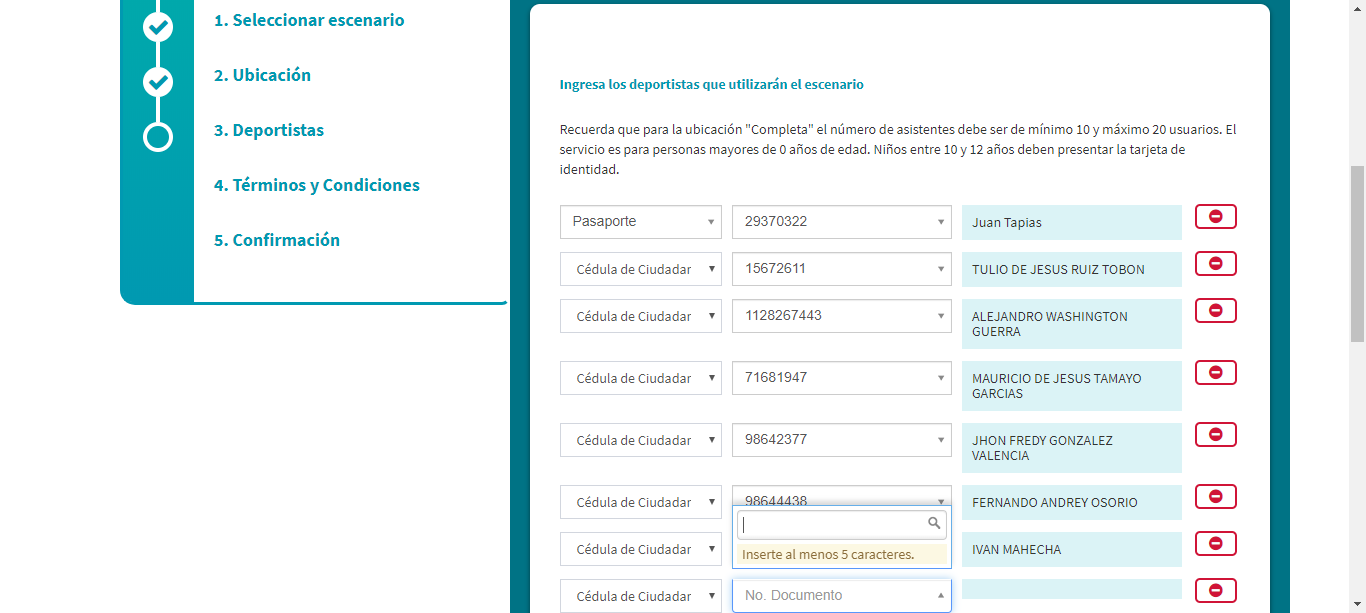 1. Seleccionar escenario
2. Ubicación
3. Deportistas
4. Términos y Condiciones
5. Confirmación
Ingresa los deportistas que utilizarán el escenario
Recuerda que para la ubicación "Completa" el número de asistentes debe ser de mínimo 10 y máximo 20 usuarios. El
servicio es para personas mayores de 0 años de edad. Niños entre 10 y 12 años deben presentar la tarjeta de
identidad.
Pasaporte 29370322 Juan Tapias
Cédula de Ciudadar 15672611 TULIO DE JESUS RUIZ TOBON
Cédula de Ciudadar 1128267443 ALEJANDRO WASHINGTON
GUERRA
Cédula de Ciudadar 71681947 MAURICIO DE JESUS TAMAYO
GARCIAS
Cédula de Ciudadar 98642377 JHON FREDY GONZALEZ
VALENCIA
Cédula de Ciudadar 98644438 FERNANDO ANDREY OSORIO
Cédula de Ciudadar IVAN MAHECHA
Inserte al menos 5 caracteres.
Cédula de Ciudadar No. Documento